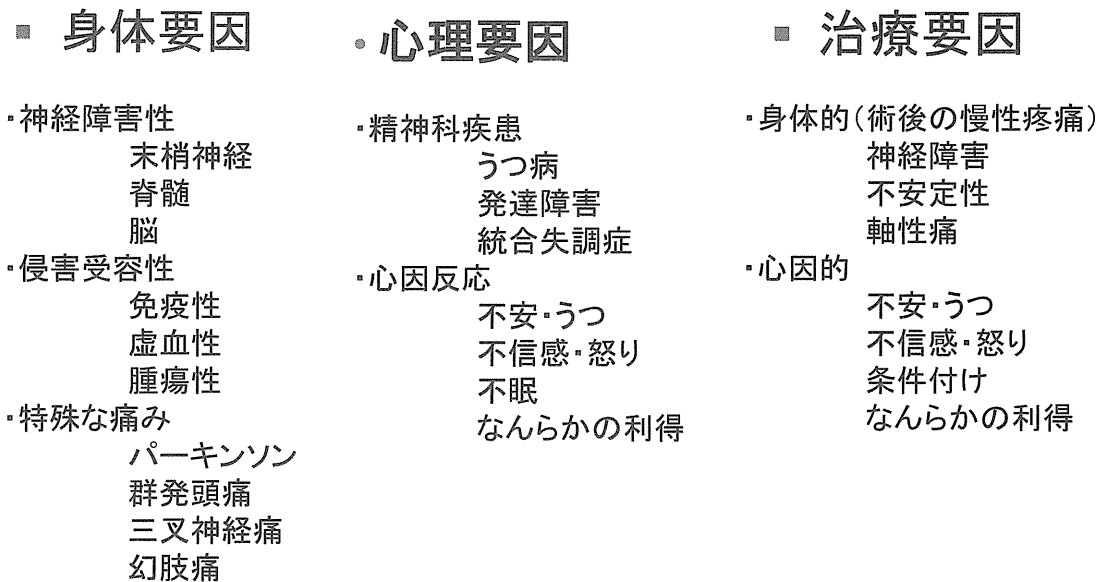 ▪ 身体要因
・神経障害性
末梢神経
脊髄
脳
・侵害受容性
免疫性
虚血性
腫瘍性
・特殊な痛み
パーキンソン
群発頭痛
三叉神経痛
幻肢痛
・心理要因
・精神科疾患
うつ病
発達障害
統合失調症
・心因反応
不安・うつ
不信感・怒り
不眠
なんらかの利得
▪ 治療要因
・身体的(術後の慢性疼痛)
神経障害
不安定性
軸性痛
・心因的
不安・うつ
不信感・怒り
条件付け
なんらかの利得